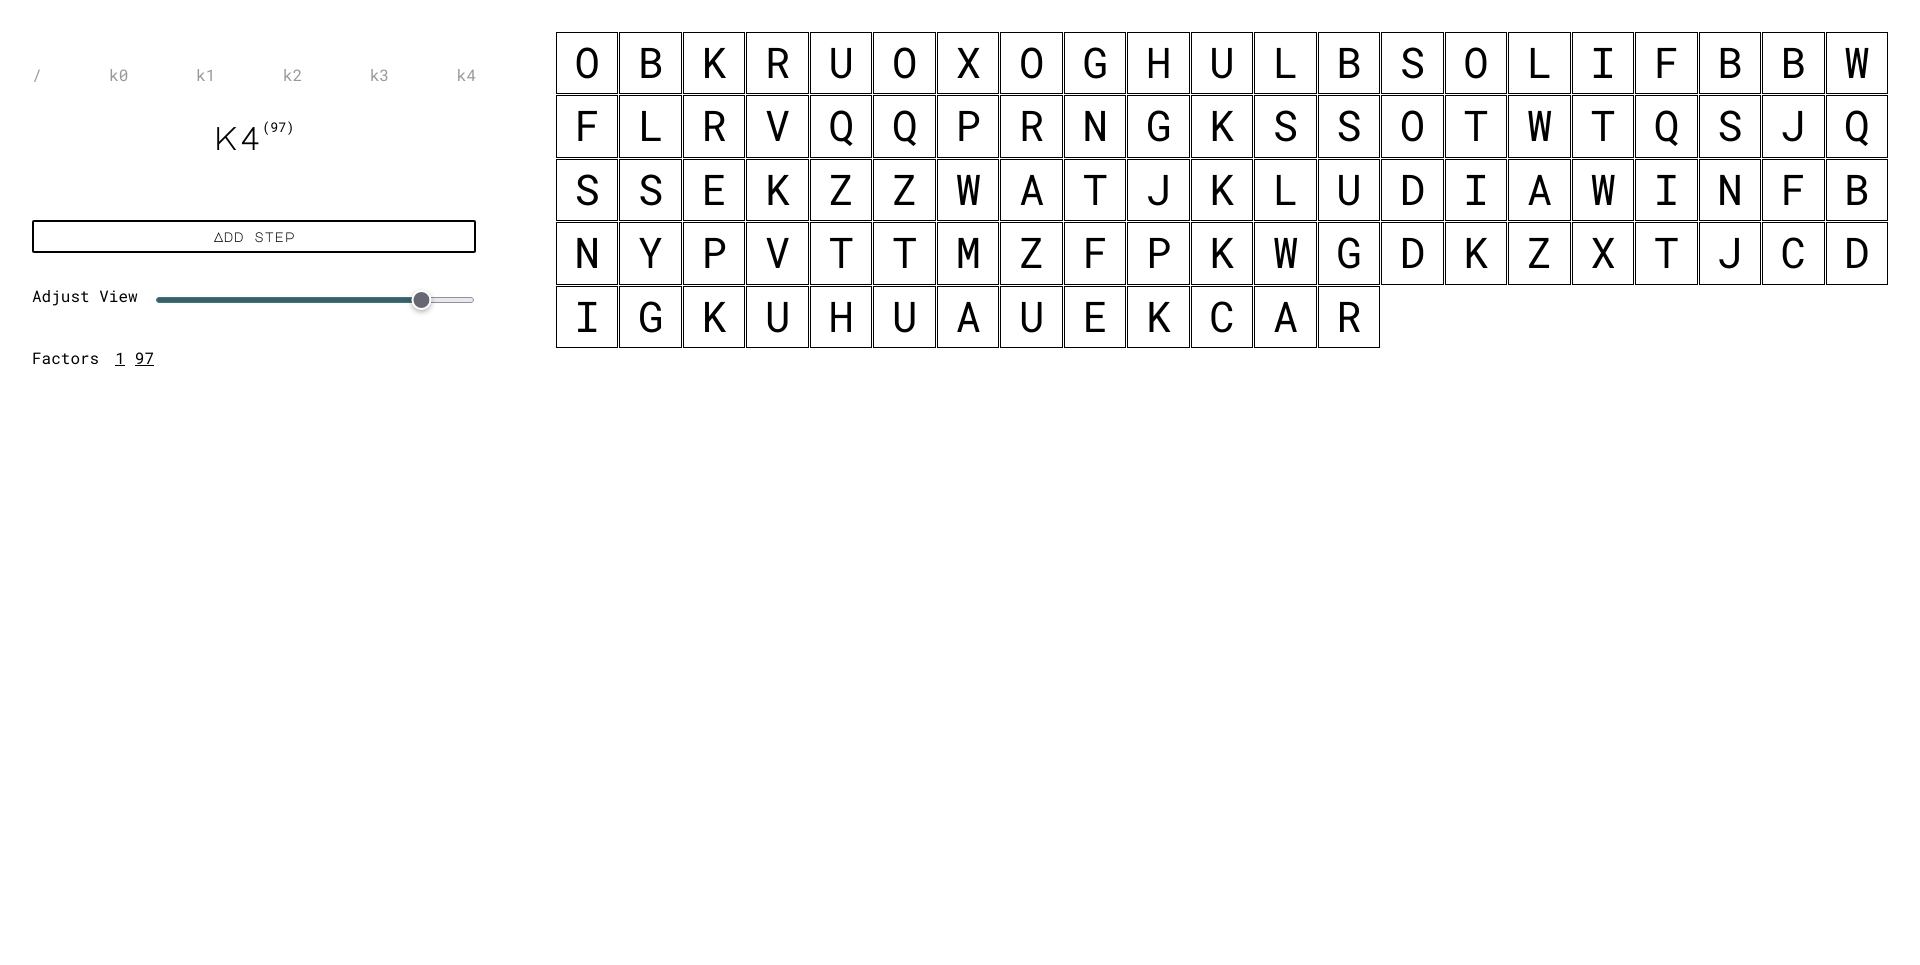 / k0 k1 k2 k3 k4
K4(97)
ΔDD STEP
Adjust View
Factors 1 97
O B K R U O X O G H U L B S O L I F B B W
F L R V Q Q P R N G K S S O T W T Q S J Q
S S E K Z Z W A T J K L U D I A W I N F B
N Y P V T T M Z F P K W G D K Z X T J C D
I G K U H U A U E K C A R